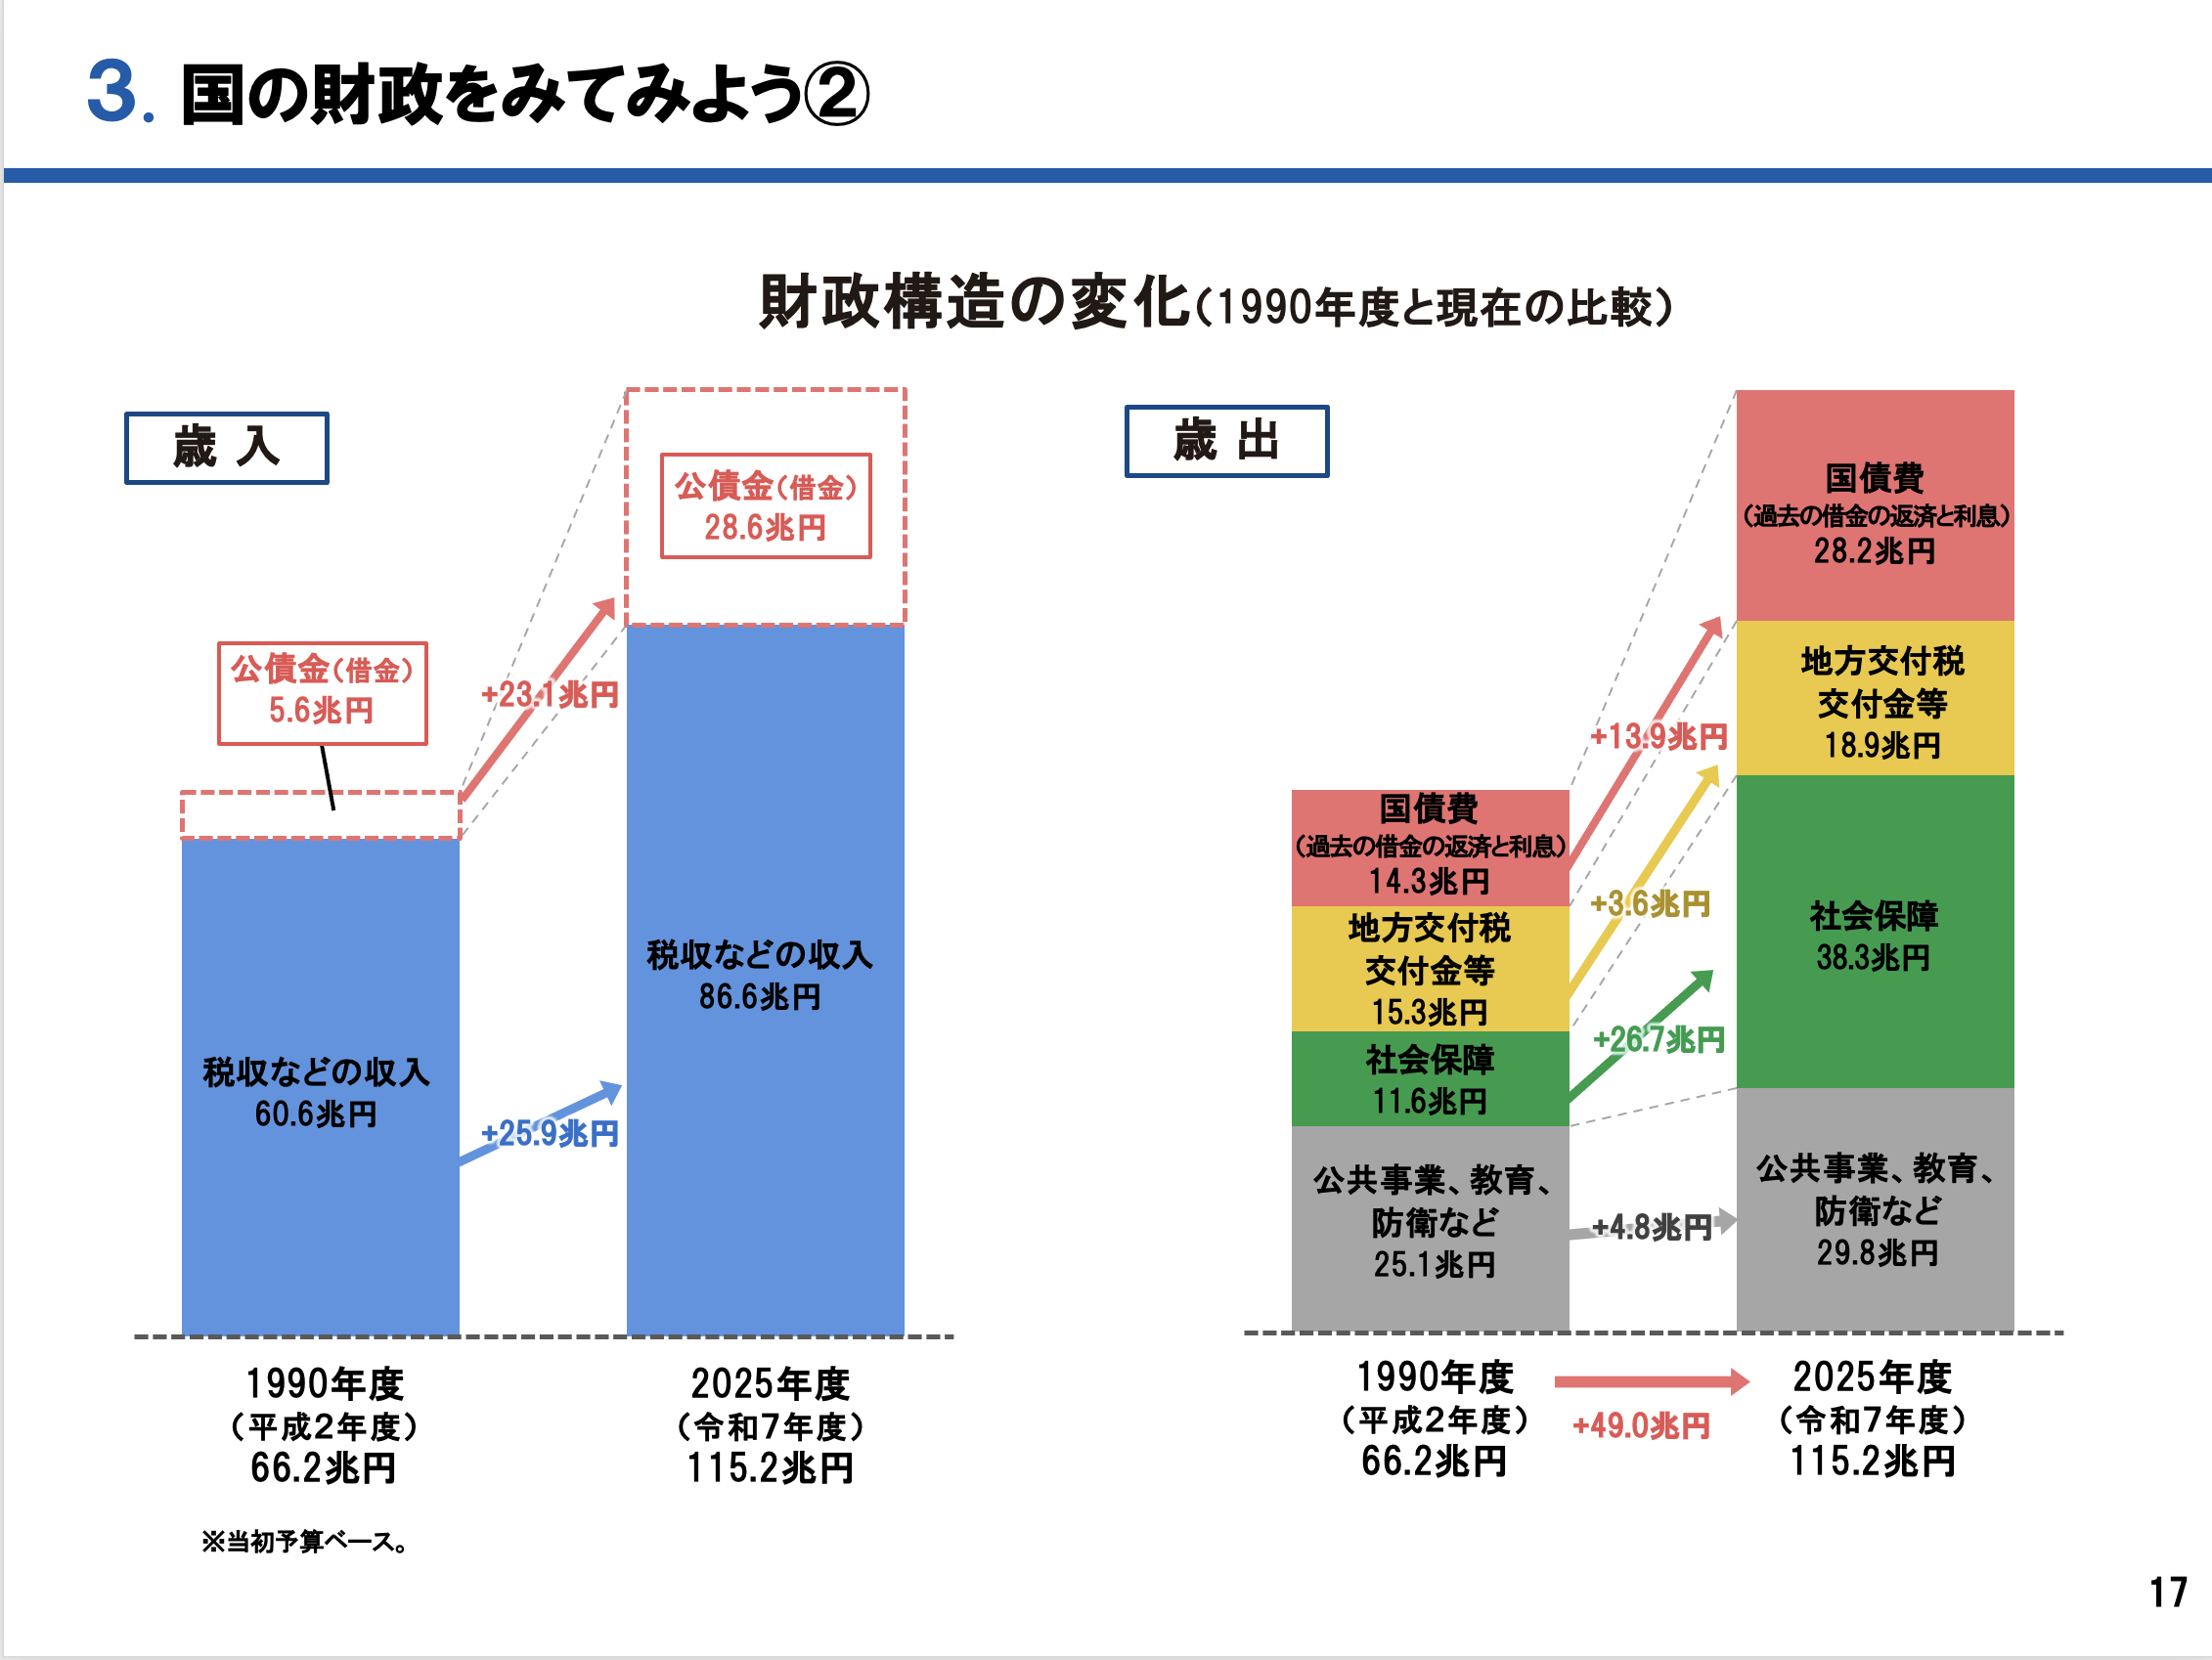 3. 国の財政をみてみよう②
財政構造の変化(1990年度と現在の比較)
歳 入
公債金(借金)
5.6兆円
税収などの収入
60.6兆円
+23.1兆円
+25.9兆円
公債金(借金)
28.6兆円
税収などの収入
86.6兆円
1990年度
(平成2年度)
66.2兆円
2025年度
(令和7年度)
115.2兆円
※当初予算ベース。
歳 出
国債費
(過去の借金の返済と利息)
14.3兆円
地方交付税
交付金等
15.3兆円
社会保障
11.6兆円
公共事業、教育、
防衛など
25.1兆円
+13.9兆円
+3.6兆円
+26.7兆円
+4.8兆円
国債費
(過去の借金の返済と利息)
28.2兆円
地方交付税
交付金等
18.9兆円
社会保障
38.3兆円
公共事業、教育、
防衛など
29.8兆円
1990年度
(平成2年度)
66.2兆円
+49.0兆円
2025年度
(令和7年度)
115.2兆円
17